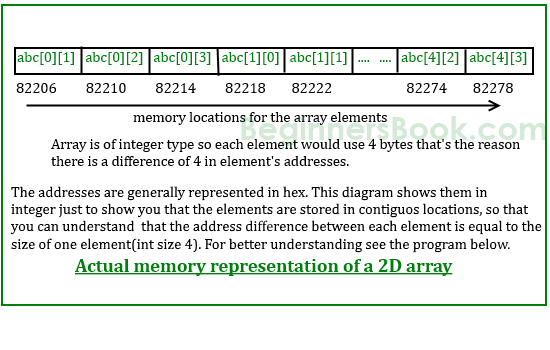 abc[0][1] abc[0][2] abc[0][3] abc[1][0] abc[1][1] .... .... abc[4][2] abc[4][3]
82206 82210 82214 82218 82222 82274 82278
memory locations for the array elements
BeginnersBook.com
Array is of integer type so each element would use 4 bytes that's the reason
there is a difference of 4 in element's addresses.
The addresses are generally represented in hex. This diagram shows them in
integer just to show you that the elements are stored in contiguos locations, so that
you can understand that the address difference between each element is equal to the
size of one element(int size 4). For better understanding see the program below.
Actual memory representation of a 2D array